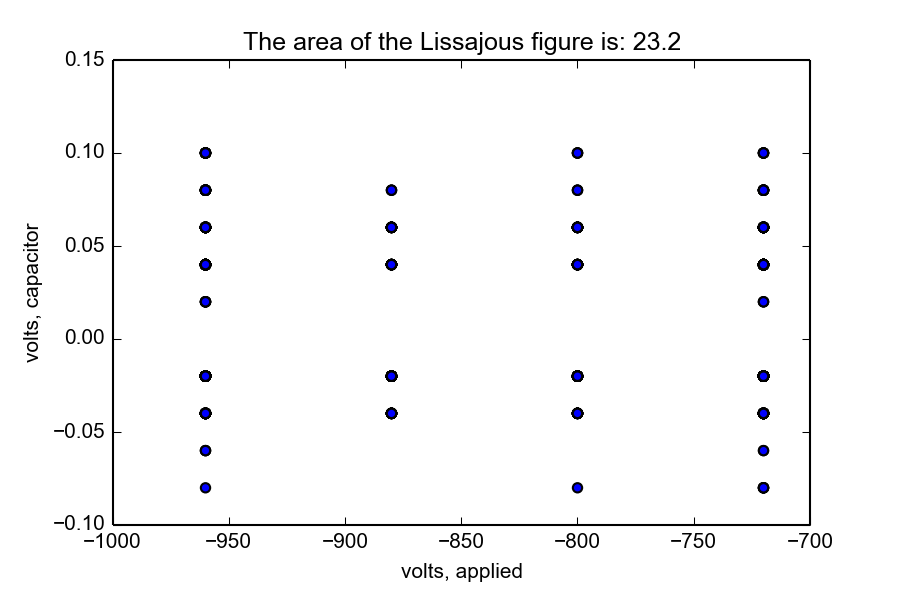 The area of the Lissajous figure is: 23.2
0.15
0.10
0.05
0.00
−0.05
−0.10
volts, capacitor
−1000 −950 −900 −850 −800 −750 −700
volts, applied